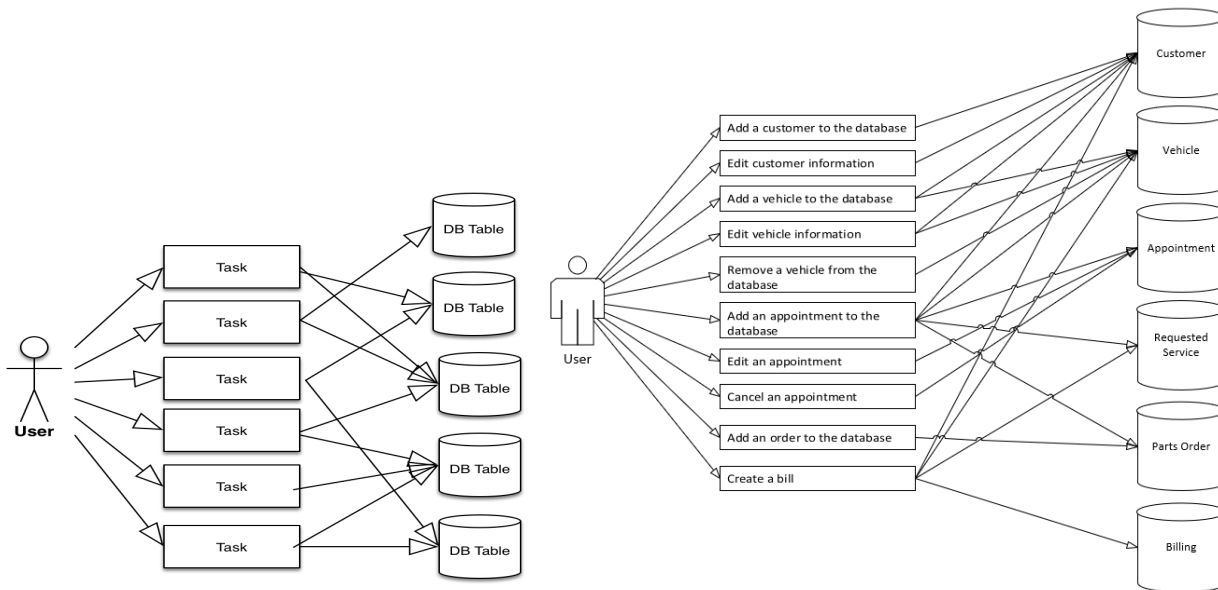 Task
Task
Task
Task
Task
Task
User
DB Table
DB Table
DB Table
DB Table
DB Table
User
Add a customer to the database
Edit customer information
Add a vehicle to the database
Edit vehicle information
Remove a vehicle from the
database
Add an appointment to the
database
Edit an appointment
Cancel an appointment
Add an order to the database
Create a bill
Customer
Vehicle
Appointment
Requested
Service
Parts Order
Billing